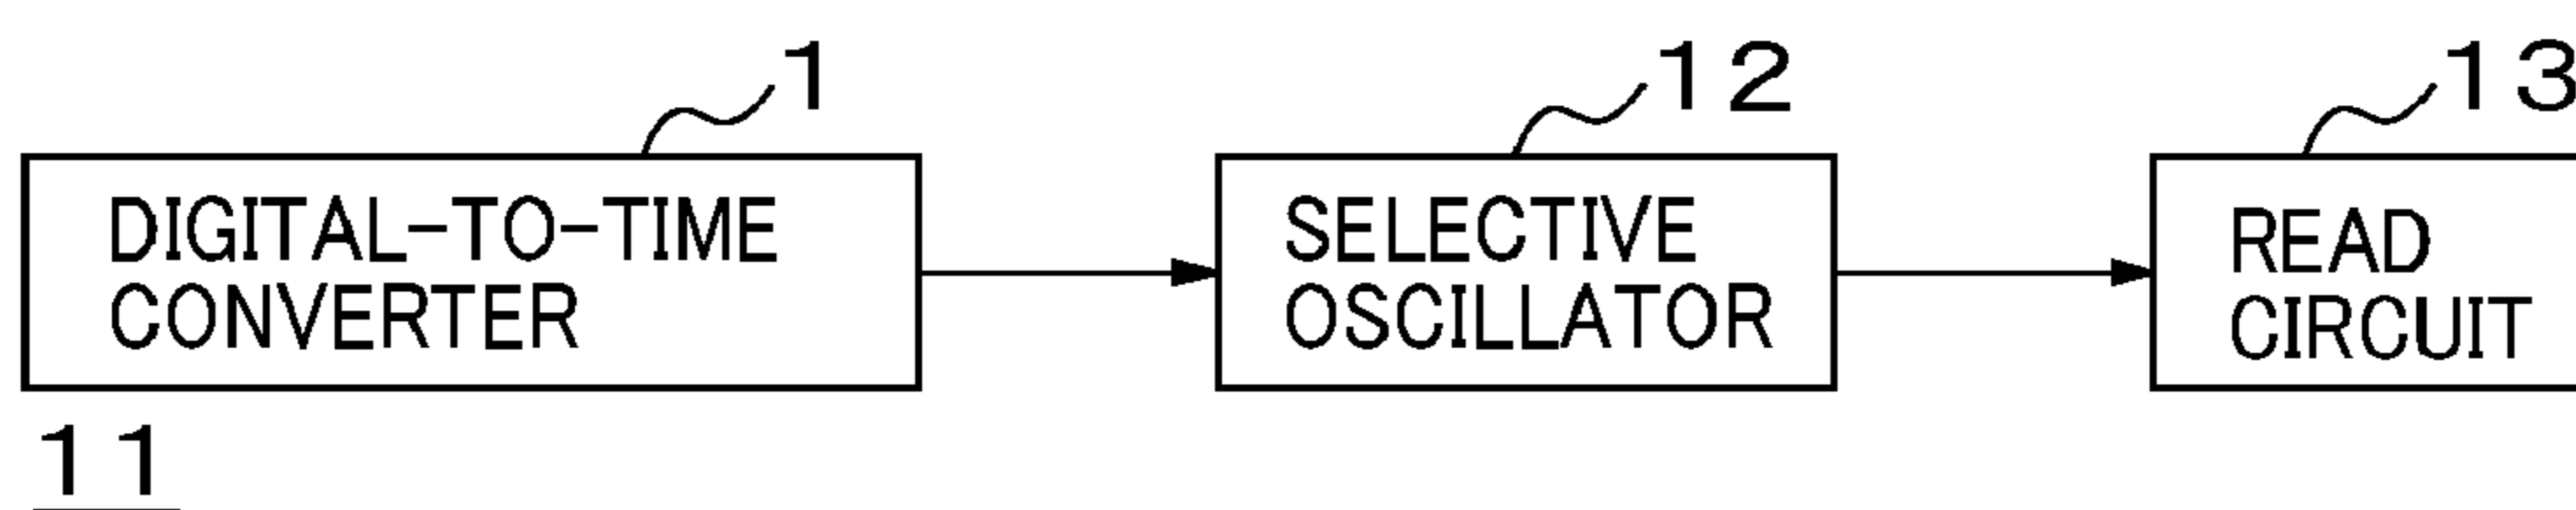 1
12
13
DIGITAL-TO-TIME
CONVERTER
SELECTIVE
OSCILLATOR
READ
CIRCUIT
11